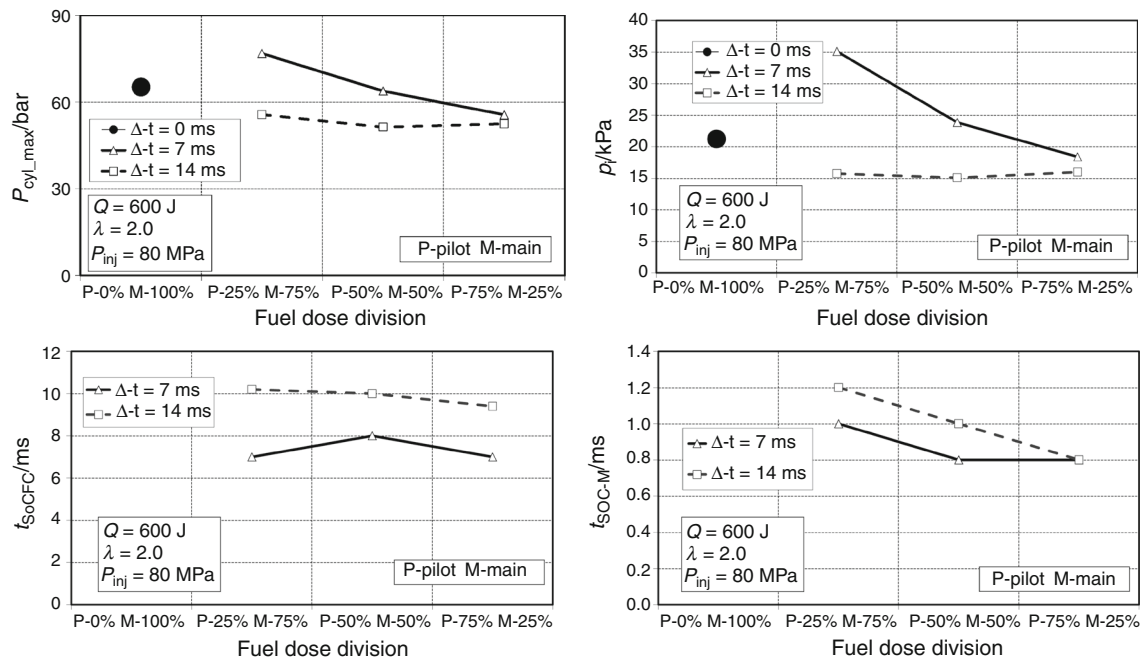 90
60
30
0
P_cyl_max/bar
Δ-t = 0 ms
Δ-t = 7 ms
Δ-t = 14 ms
Q = 600 J
λ = 2.0
P_inj = 80 MPa
P-pilot M-main
P-0% M-100% P-25% M-75% P-50% M-50% P-75% M-25%
Fuel dose division
40
35
30
25
20
15
10
5
0
p_i/kPa
Δ-t = 0 ms
Δ-t = 7 ms
Δ-t = 14 ms
Q = 600 J
λ = 2.0
P_inj = 80 MPa
P-pilot M-main
P-0% M-100% P-25% M-75% P-50% M-50% P-75% M-25%
Fuel dose division
12
10
8
6
4
2
0
t_SoCFC/ms
Δ-t = 7 ms
Δ-t = 14 ms
Q = 600 J
λ = 2.0
P_inj = 80 MPa
P-pilot M-main
P-0% M-100% P-25% M-75% P-50% M-50% P-75% M-25%
Fuel dose division
1.4
1.2
1.0
0.8
0.6
0.4
0.2
0.0
t_SOC-M/ms
Δ-t = 7 ms
Δ-t = 14 ms
Q = 600 J
λ = 2.0
P_inj = 80 MPa
P-pilot M-main
P-0% M-100% P-25% M-75% P-50% M-50% P-75% M-25%
Fuel dose division